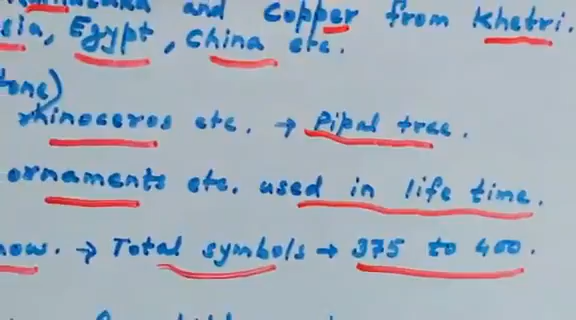 and Copper from Khetri.
sia, Egypt, China etc.
tone)
rhinoceros etc. → Pipal tree.
ornaments etc. used in life time.
now. → Total symbols → 375 to 400.